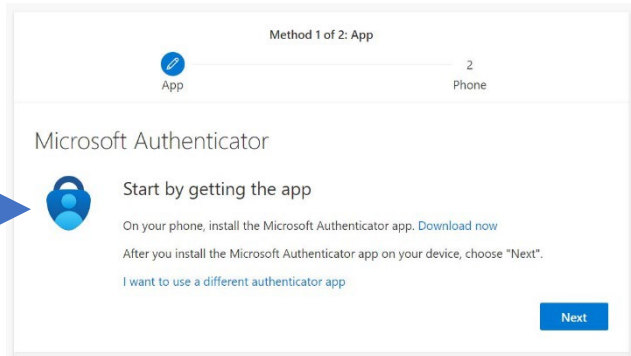 Method 1 of 2: App
2
App
Phone
Microsoft Authenticator
Start by getting the app
On your phone, install the Microsoft Authenticator app. Download now
After you install the Microsoft Authenticator app on your device, choose "Next".
I want to use a different authenticator app
Next